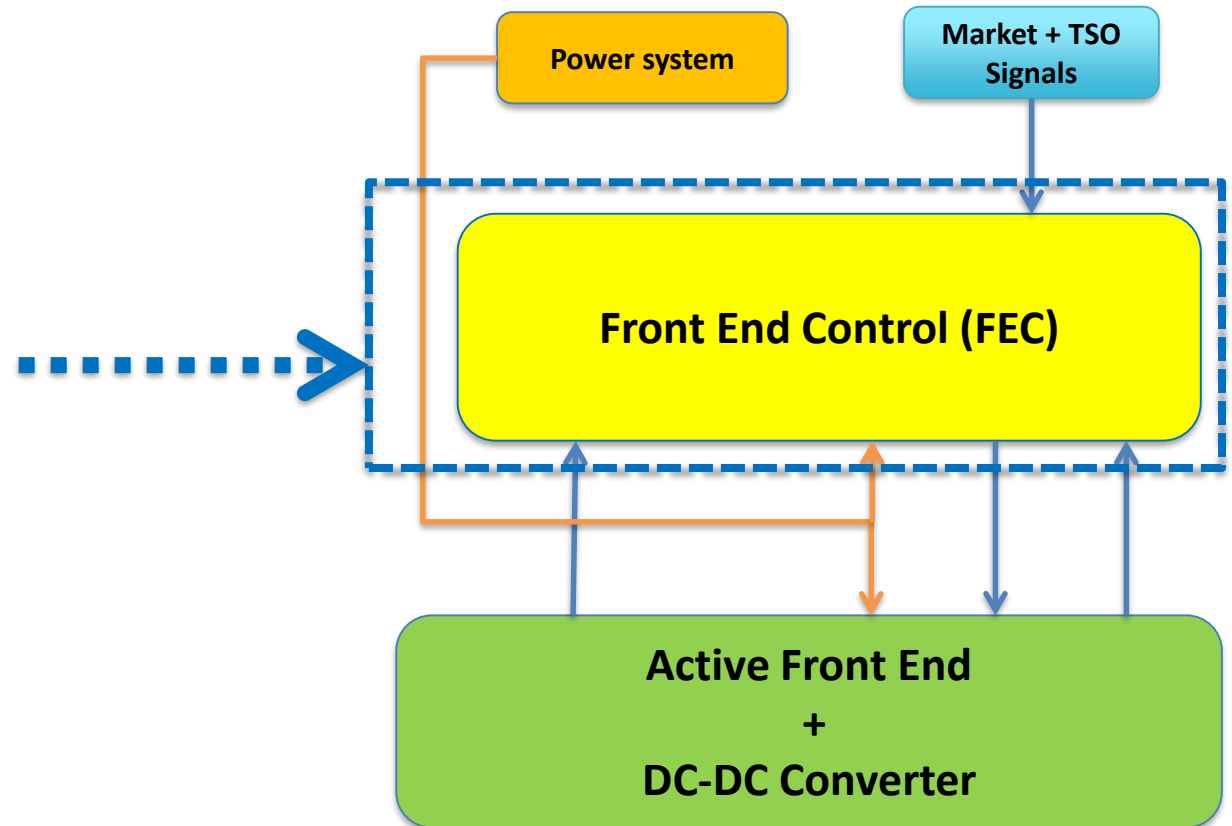 Power system
Market + TSO
Signals
Front End Control (FEC)
Active Front End
+
DC-DC Converter